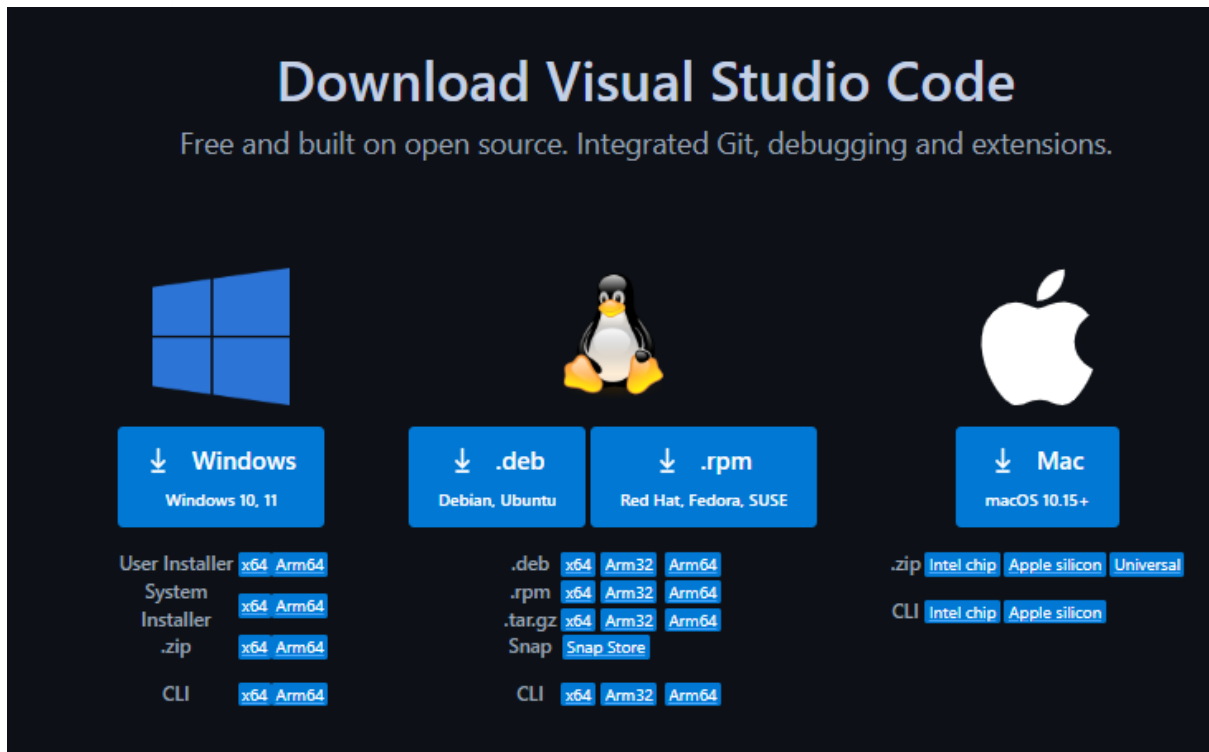 Download Visual Studio Code
Free and built on open source. Integrated Git, debugging and extensions.
Windows
Windows 10, 11
User Installer x64 Arm64
System
Installer x64 Arm64
.zip x64 Arm64
CLI x64 Arm64
.deb
Debian, Ubuntu
.rpm
Red Hat, Fedora, SUSE
.deb x64 Arm32 Arm64
.rpm x64 Arm32 Arm64
.tar.gz x64 Arm32 Arm64
Snap Snap Store
CLI x64 Arm32 Arm64
Mac
macOS 10.15+
.zip Intel chip Apple silicon Universal
CLI Intel chip Apple silicon